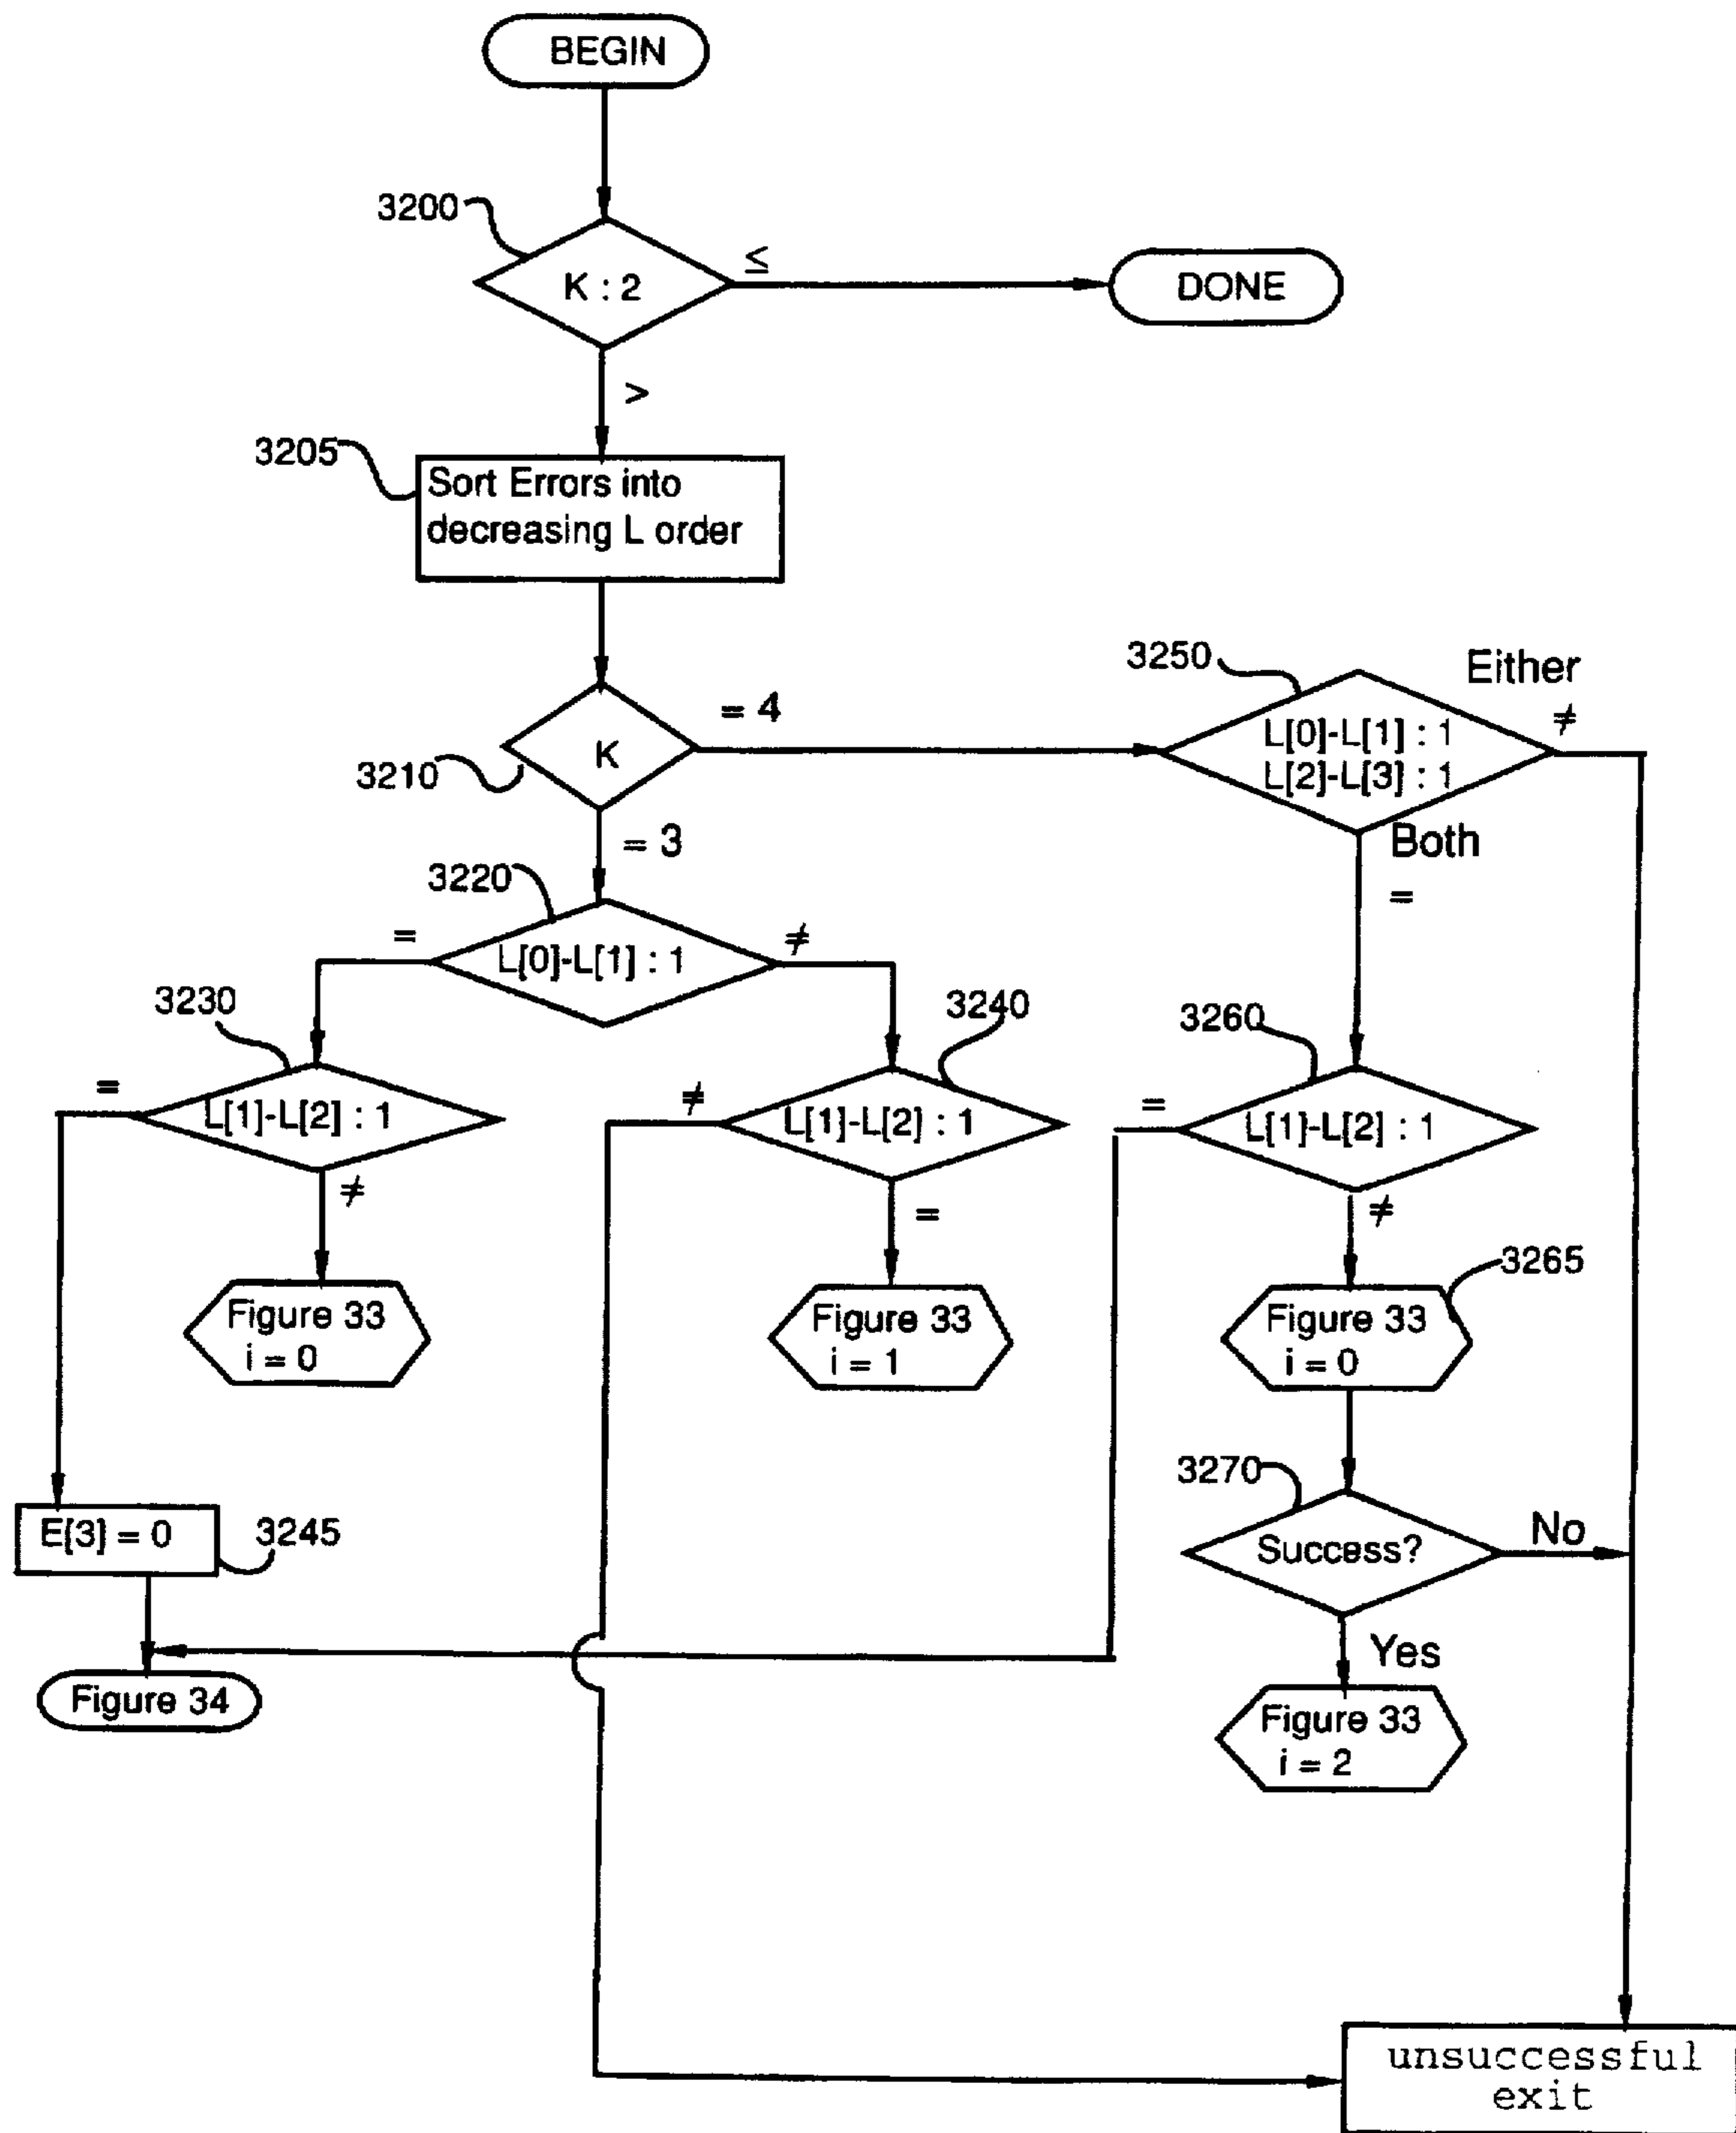 BEGIN
3200
K : 2
≤
DONE
>
3205
Sort Errors into
decreasing L order
3210
K
= 4
= 3
3250
Either
≠
L[0]-L[1] : 1
L[2]-L[3] : 1
Both
=
3220
=
L[0]-L[1] : 1
≠
3230
=
L[1]-L[2] : 1
≠
3240
≠
L[1]-L[2] : 1
=
3260
=
L[1]-L[2] : 1
≠
Figure 33
i = 0
Figure 33
i = 1
3265
Figure 33
i = 0
3270
Success?
No
Yes
E[3] = 0
3245
Figure 34
Figure 33
i = 2
unsuccessful
exit